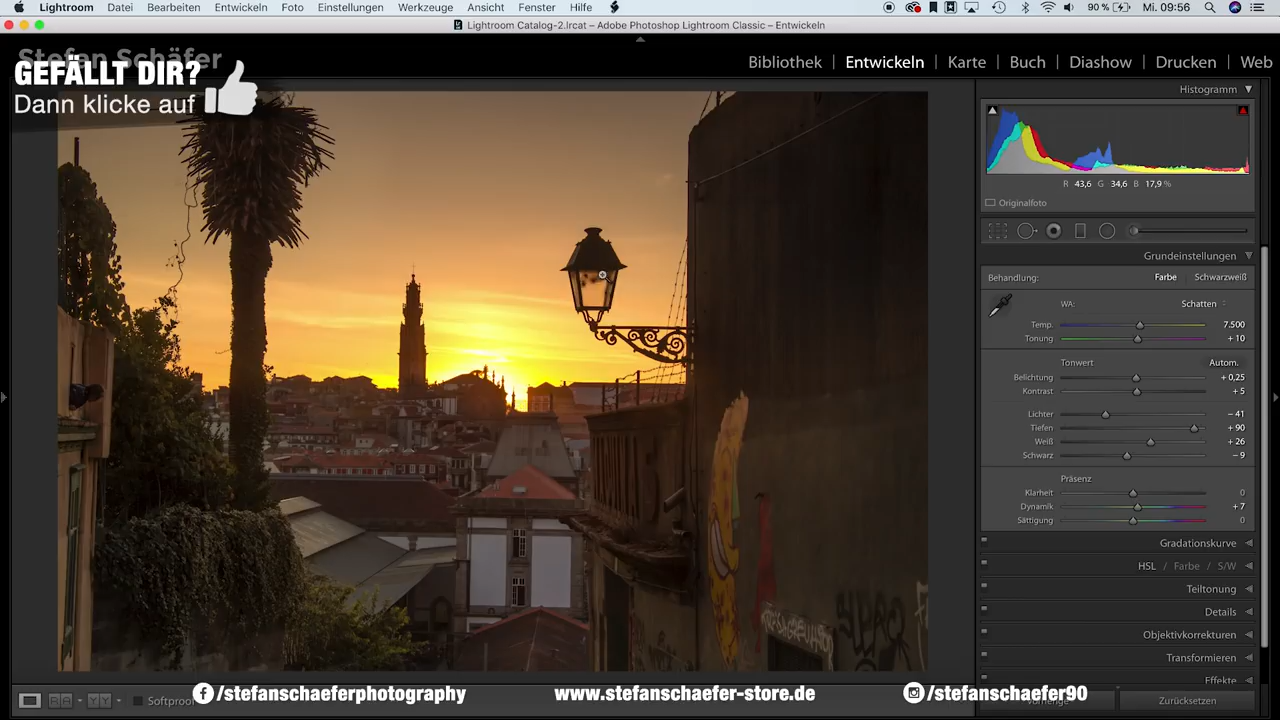 Lightroom Datei Bearbeiten Entwickeln Foto Einstellungen Werkzeuge Ansicht Fenster Hilfe 90 % Mi. 09:56
Lightroom Catalog-2.lrcat – Adobe Photoshop Lightroom Classic – Entwickeln
Stefan Schäfer
GEFÄLLT DIR?
Dann klicke auf
Bibliothek | Entwickeln | Karte | Buch | Diashow | Drucken | Web
Histogramm
R 43,6 G 34,6 B 17,9 %
Originalfoto
Grundeinstellungen
Behandlung: Farbe Schwarzweiß
WA: Schatten
Temp. 7.500
Tonung + 10
Tonwert Autom.
Belichtung + 0,25
Kontrast + 5
Lichter − 41
Tiefen + 90
Weiß + 26
Schwarz − 9
Präsenz
Klarheit 0
Dynamik + 7
Sättigung 0
Gradationskurve
HSL / Farbe / S/W
Teiltonung
Details
Objektivkorrekturen
Transformieren
Effekte
Softproof
/stefanschaeferphotography www.stefanschaefer-store.de /stefanschaefer90
Vorherige Zurücksetzen